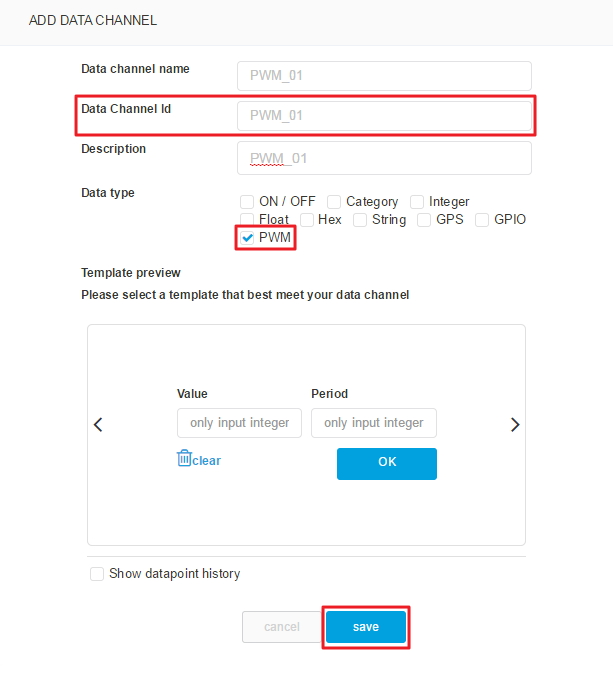 ADD DATA CHANNEL
Data channel name PWM_01
Data Channel Id PWM_01
Description PWM_01
Data type
ON / OFF Category Integer
Float Hex String GPS GPIO
PWM
Template preview
Please select a template that best meet your data channel
Value Period
only input integer only input integer
clear OK
Show datapoint history
cancel save